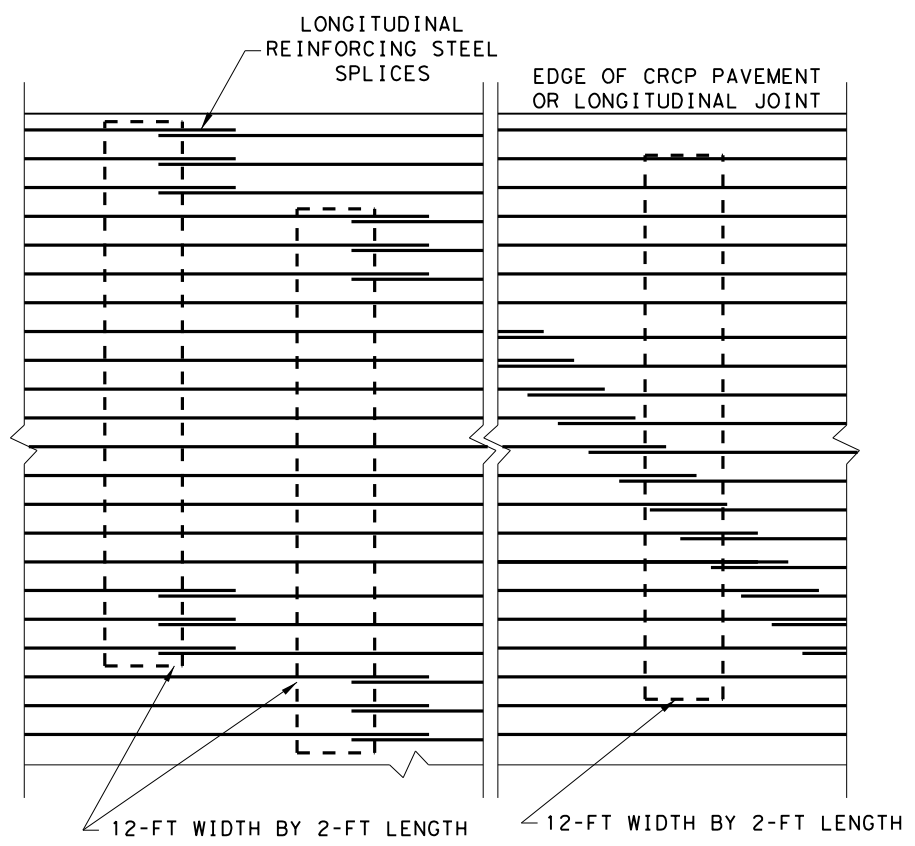 LONGITUDINAL
REINFORCING STEEL
SPLICES
EDGE OF CRCP PAVEMENT
OR LONGITUDINAL JOINT
12-FT WIDTH BY 2-FT LENGTH
12-FT WIDTH BY 2-FT LENGTH